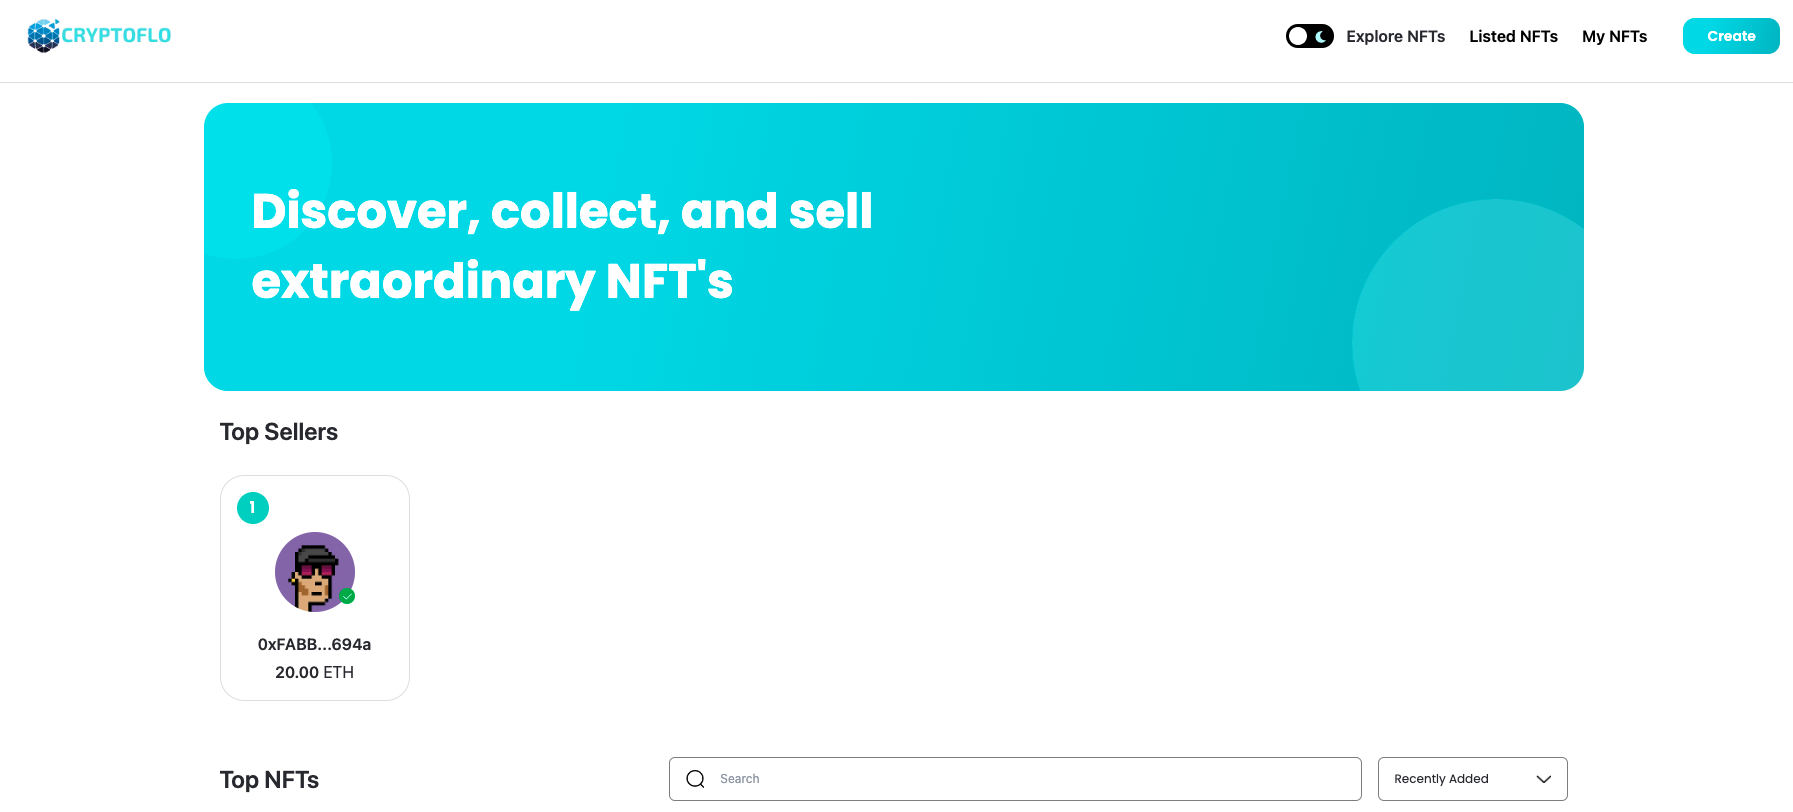 CRYPTOFLO
Explore NFTs
Listed NFTs
My NFTs
Create
Discover, collect, and sell
extraordinary NFT's
Top Sellers
1
0xFABB...694a
20.00 ETH
Top NFTs
Search
Recently Added